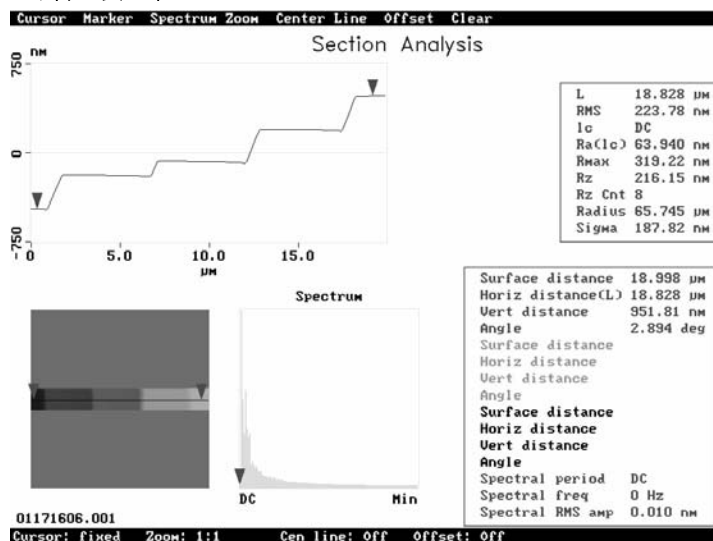 Cursor Marker Spectrum Zoom Center Line Offset Clear
Section Analysis
nm
750
0
-750
0 5.0 10.0 15.0
µm
L 18.828 µm
RMS 223.78 nm
lc DC
Ra(lc) 63.940 nm
Rmax 319.22 nm
Rz 216.15 nm
Rz Cnt 8
Radius 65.745 µm
Sigma 187.82 nm
Surface distance 18.998 µm
Horiz distance(L) 18.828 µm
Vert distance 951.81 nm
Angle 2.894 deg
Surface distance
Horiz distance
Vert distance
Angle
Surface distance
Horiz distance
Vert distance
Angle
Spectral period DC
Spectral freq 0 Hz
Spectral RMS amp 0.010 nm
Spectrum
DC Min
01171606.001
Cursor: fixed Zoom: 1:1 Cen line: Off Offset: Off